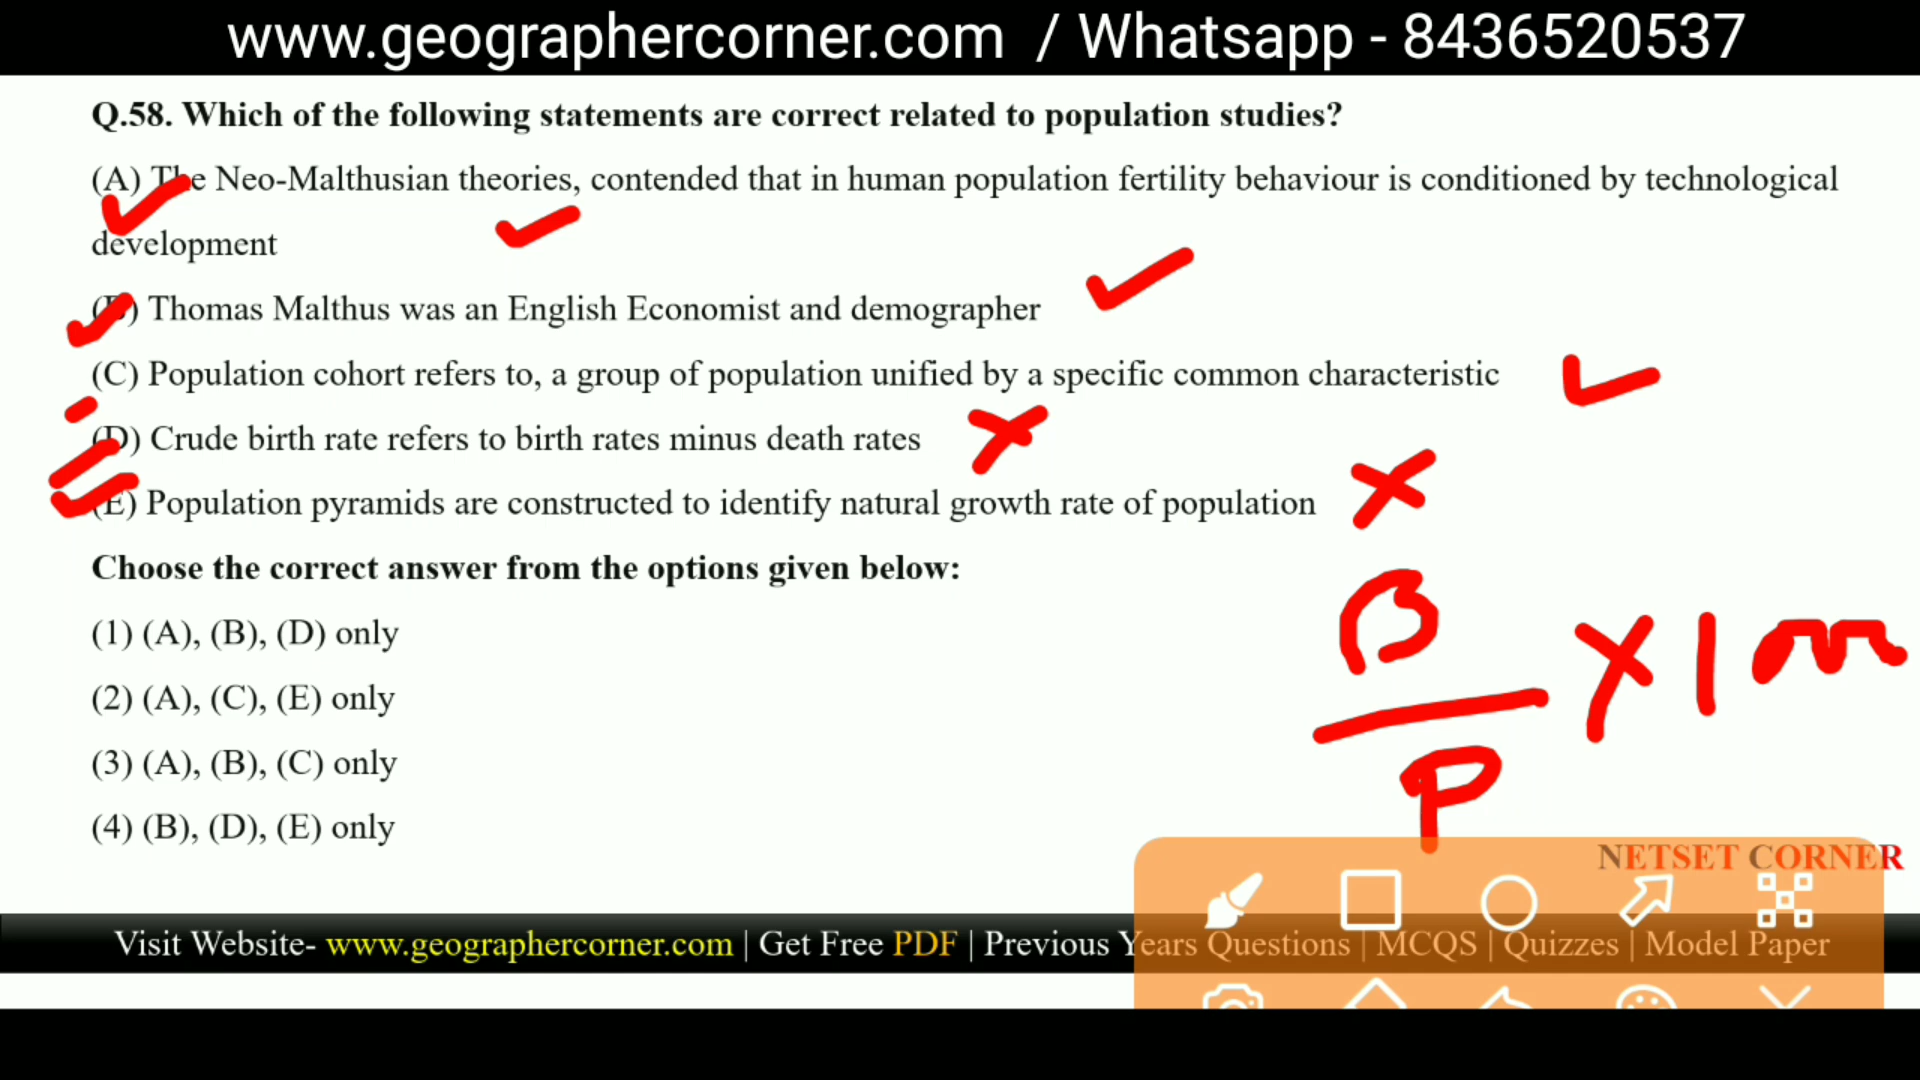 www.geographercorner.com / Whatsapp - 8436520537
Q.58. Which of the following statements are correct related to population studies?
(A) The Neo-Malthusian theories, contended that in human population fertility behaviour is conditioned by technological
development
(B) Thomas Malthus was an English Economist and demographer
(C) Population cohort refers to, a group of population unified by a specific common characteristic
(D) Crude birth rate refers to birth rates minus death rates
(E) Population pyramids are constructed to identify natural growth rate of population
Choose the correct answer from the options given below:
(1) (A), (B), (D) only
(2) (A), (C), (E) only
(3) (A), (B), (C) only
(4) (B), (D), (E) only
B
× 1000
P
NETSET CORNER
Visit Website- www.geographercorner.com | Get Free PDF | Previous Years Questions | MCQS | Quizzes | Model Paper